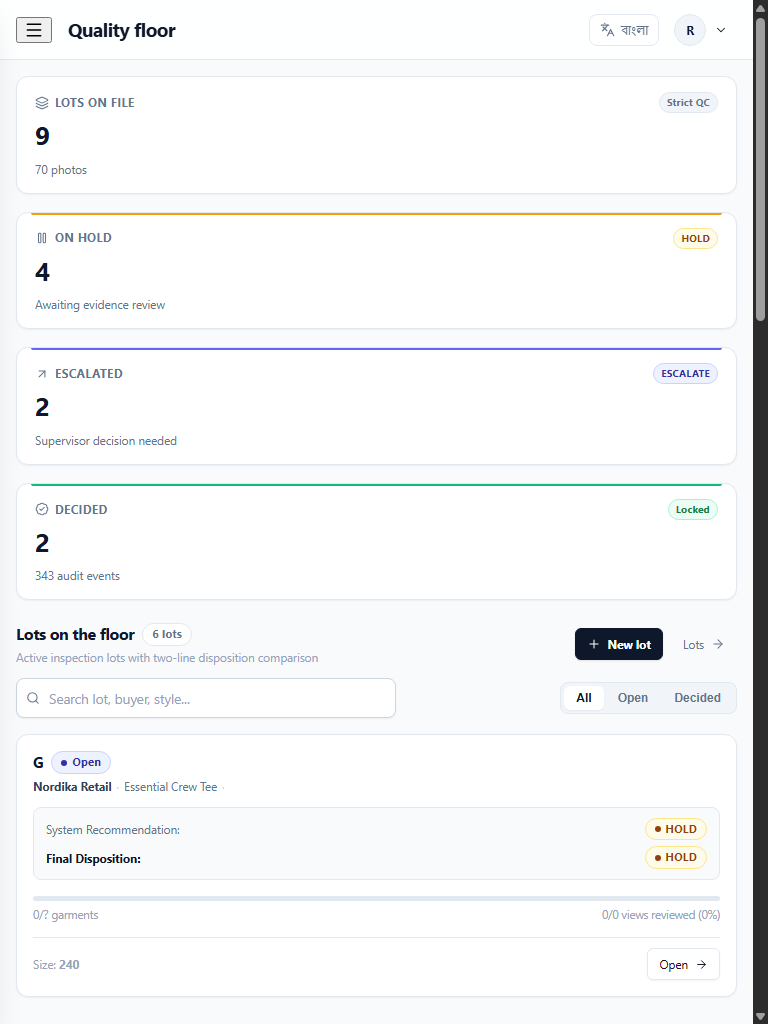 Quality floor
বাংলা
R
LOTS ON FILE
Strict QC
9
70 photos
ON HOLD
HOLD
4
Awaiting evidence review
ESCALATED
ESCALATE
2
Supervisor decision needed
DECIDED
Locked
2
343 audit events
Lots on the floor
6 lots
New lot
Lots
Active inspection lots with two-line disposition comparison
Search lot, buyer, style...
All
Open
Decided
G
Open
Nordika Retail · Essential Crew Tee ·
System Recommendation:
HOLD
Final Disposition:
HOLD
0/? garments
0/0 views reviewed (0%)
Size: 240
Open